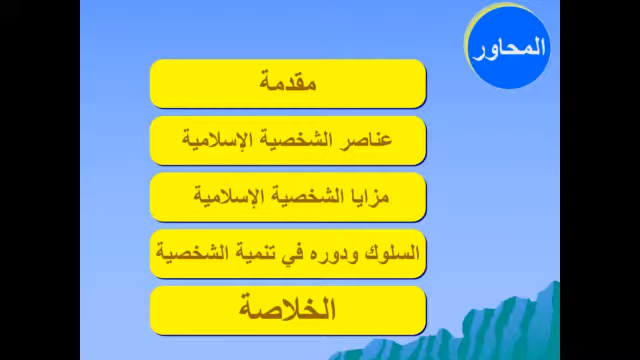 المحاور
مقدمة
عناصر الشخصية الإسلامية
مزايا الشخصية الإسلامية
السلوك ودوره في تنمية الشخصية
الخلاصة